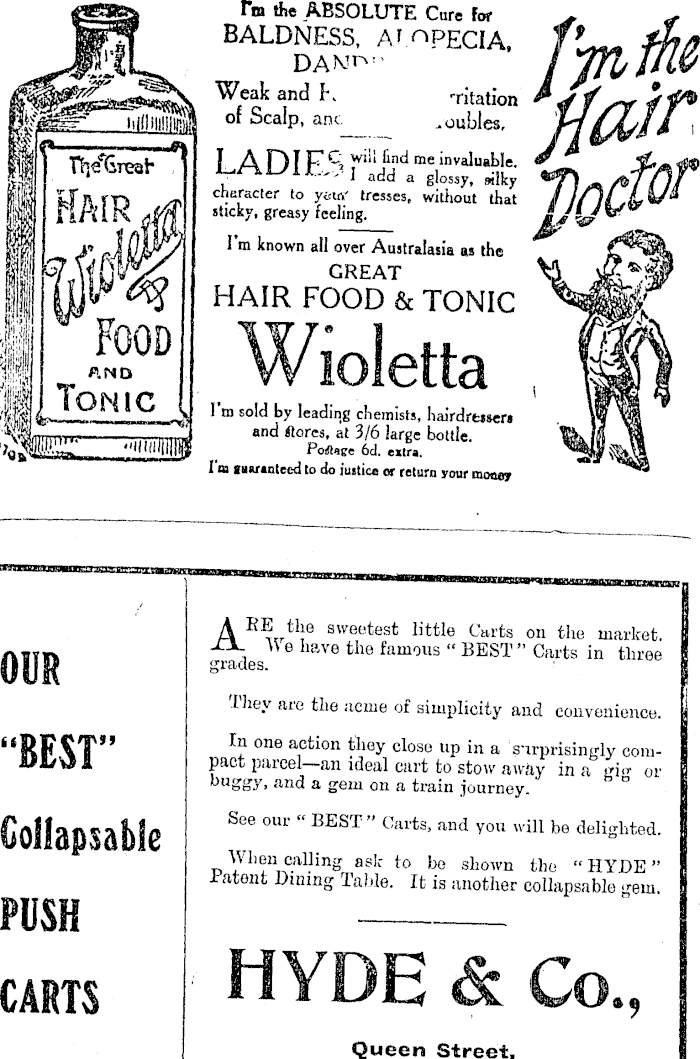 The Great
HAIR
Wioletta
FOOD
AND
TONIC
I'm the ABSOLUTE Cure for
BALDNESS, ALOPECIA,
Weak and
of Scalp, and
LADIES will find me invaluable.
I add a glossy, silky
character to your tresses, without that
sticky, greasy feeling.
I'm known all over Australasia as the
GREAT
HAIR FOOD & TONIC
Wioletta
I'm sold by leading chemists, hairdressers
and stores, at 3/6 large bottle.
Postage 6d. extra.
I'm guaranteed to do justice or return your money
I'm the
Hair
Doctor
OUR
"BEST"
Collapsable
PUSH
CARTS
ARE the sweetest little Carts on the market.
We have the famous "BEST" Carts in three
grades.
They are the acme of simplicity and convenience.
In one action they close up in a surprisingly com-
pact parcel—an ideal cart to stow away in a gig or
buggy, and a gem on a train journey.
See our "BEST" Carts, and you will be delighted.
When calling ask to be shown the "HYDE"
Patent Dining Table. It is another collapsable gem.
HYDE & Co.,
Queen Street,